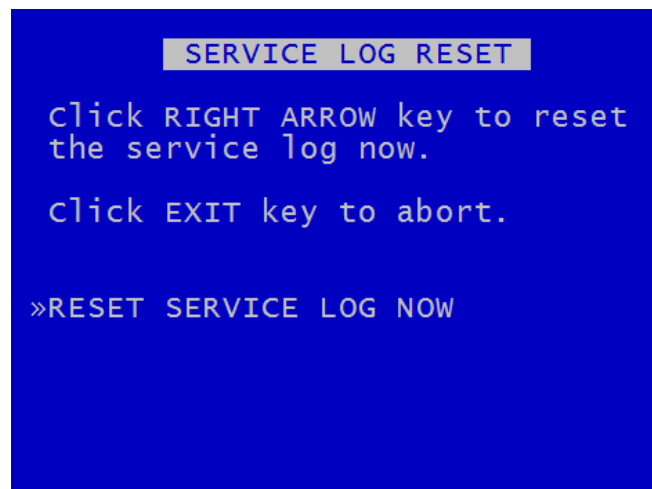 SERVICE LOG RESET
Click RIGHT ARROW key to reset
the service log now.
Click EXIT key to abort.
»RESET SERVICE LOG NOW